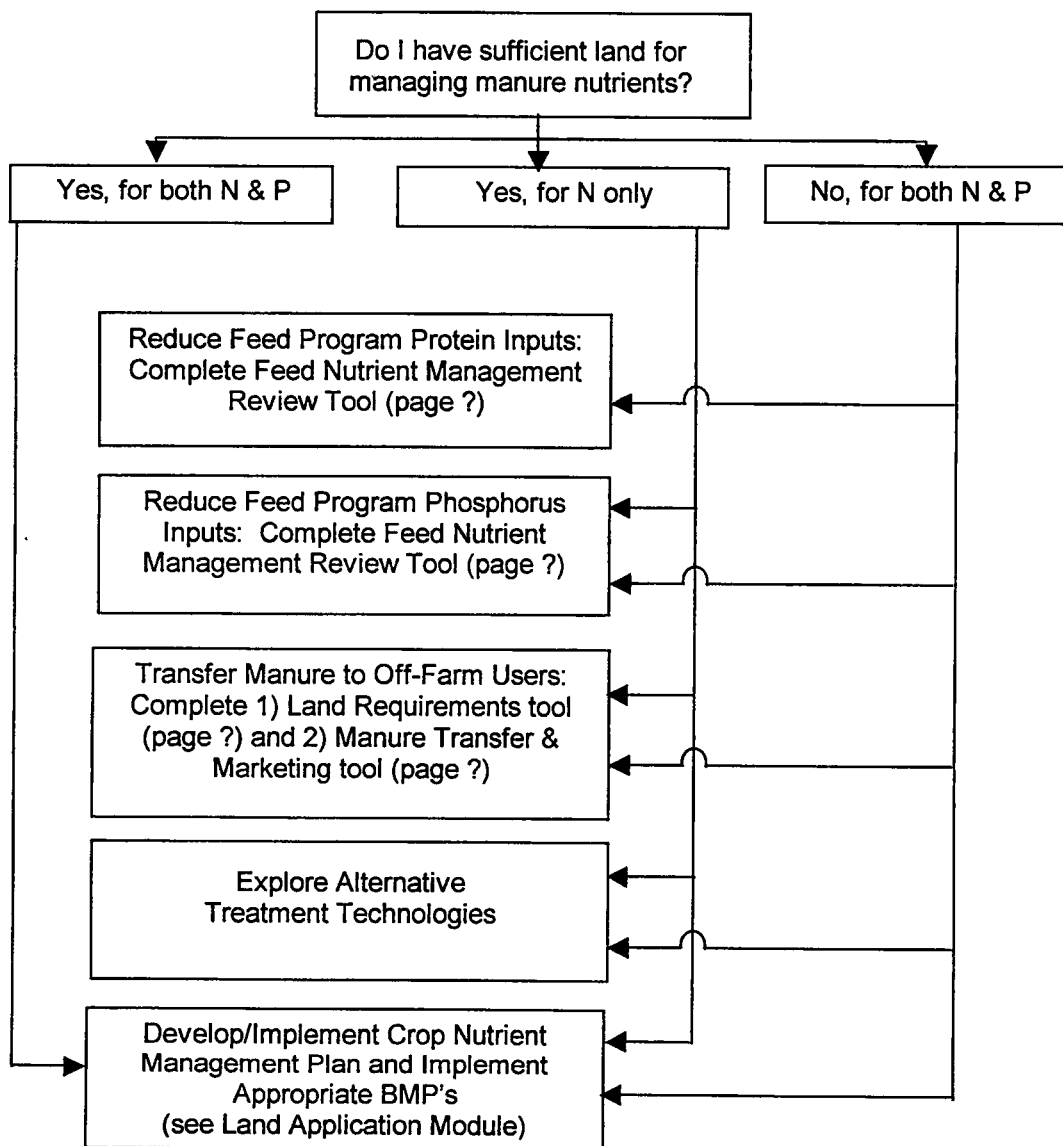 Do I have sufficient land for
managing manure nutrients?
Yes, for both N & P
Yes, for N only
No, for both N & P
Reduce Feed Program Protein Inputs:
Complete Feed Nutrient Management
Review Tool (page ?)
Reduce Feed Program Phosphorus
Inputs: Complete Feed Nutrient
Management Review Tool (page ?)
Transfer Manure to Off-Farm Users:
Complete 1) Land Requirements tool
(page ?) and 2) Manure Transfer &
Marketing tool (page ?)
Explore Alternative
Treatment Technologies
Develop/Implement Crop Nutrient
Management Plan and Implement
Appropriate BMP's
(see Land Application Module)